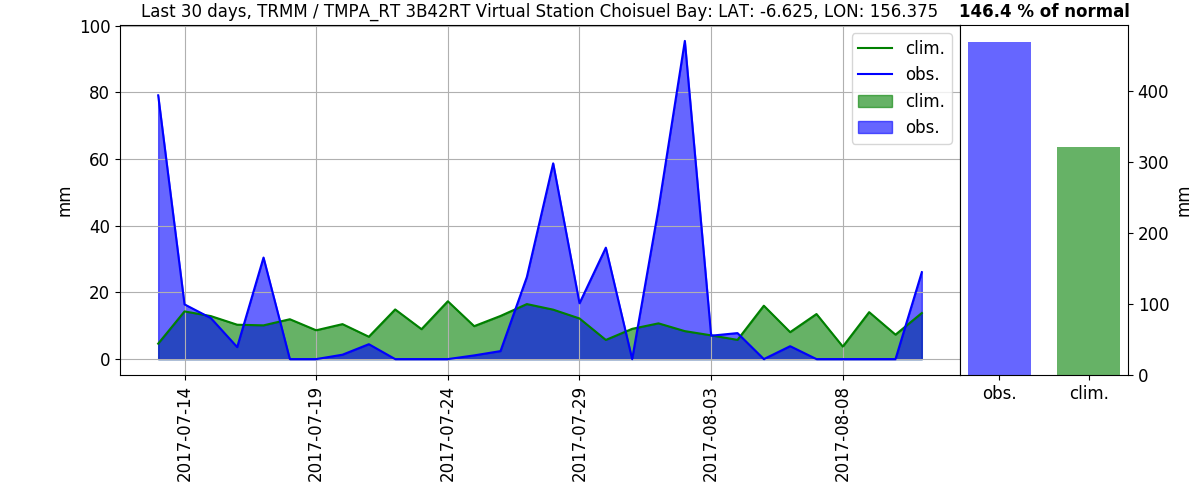 Last 30 days, TRMM / TMPA_RT 3B42RT Virtual Station Choisuel Bay: LAT: -6.625, LON: 156.375
146.4 % of normal
100
80
60
40
20
0
mm
clim.
obs.
clim.
obs.
2017-07-14
2017-07-19
2017-07-24
2017-07-29
2017-08-03
2017-08-08
400
300
200
100
0
mm
obs.
clim.